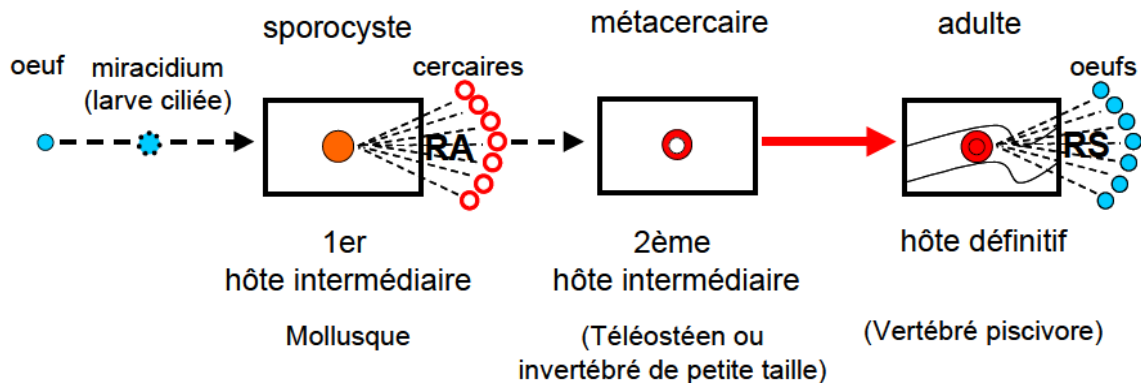 sporocyste
métacercaire
adulte
oeuf
miracidium
(larve ciliée)
cercaires
oeufs
RA
RS
1er
hôte intermédiaire
2ème
hôte intermédiaire
hôte définitif
Mollusque
(Téléostéen ou
invertébré de petite taille)
(Vertébré piscivore)